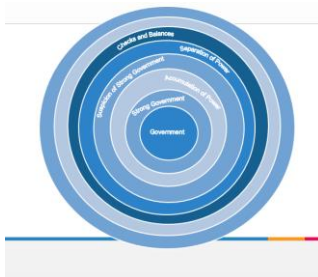 Checks and Balances
Separation of Power
Suspicion of Strong Government
Accumulation of Power
Strong Government
Government